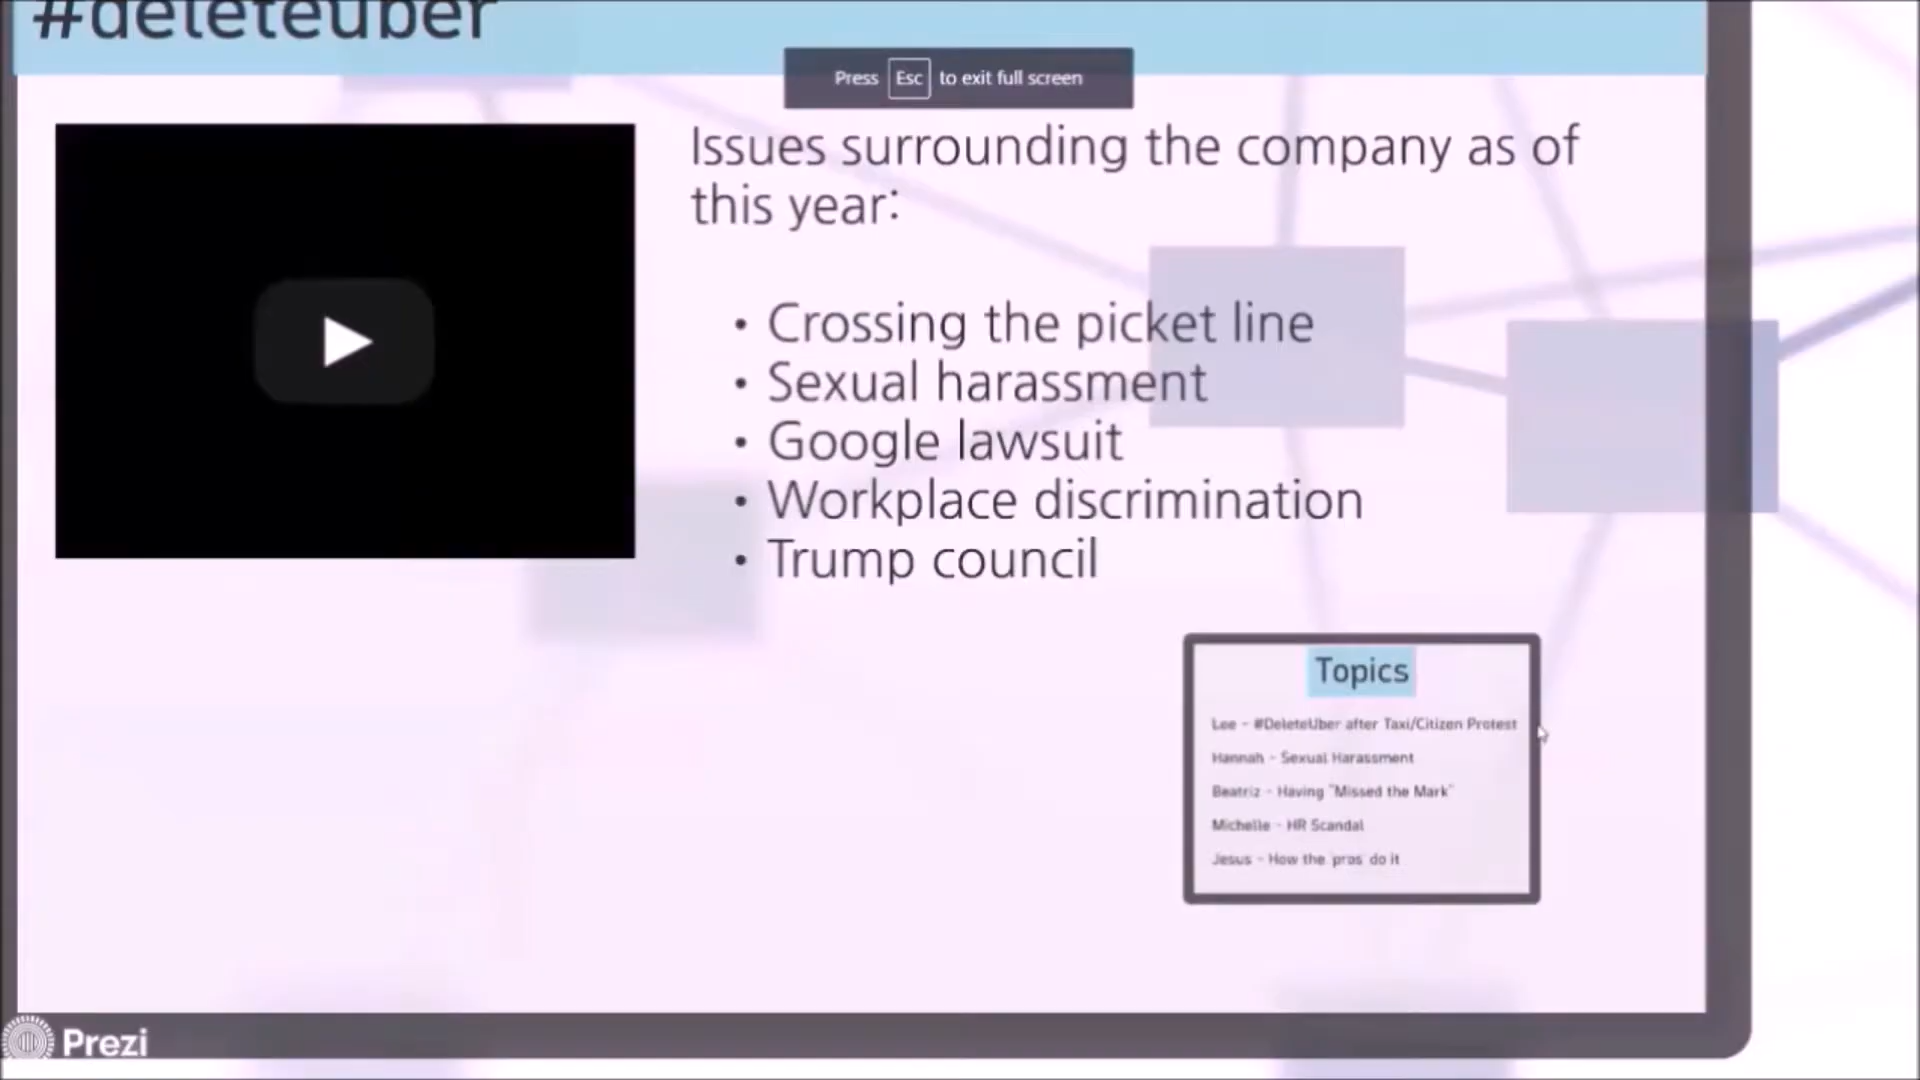 #deleteuber
Press Esc to exit full screen
Issues surrounding the company as of
this year:
• Crossing the picket line
• Sexual harassment
• Google lawsuit
• Workplace discrimination
• Trump council
Topics
Lee - #DeleteUber after Taxi/Citizen Protest
Hannah - Sexual Harassment
Beatriz - Having "Missed the Mark"
Michelle - HR Scandal
Jesus - How the 'pros' do it
Prezi